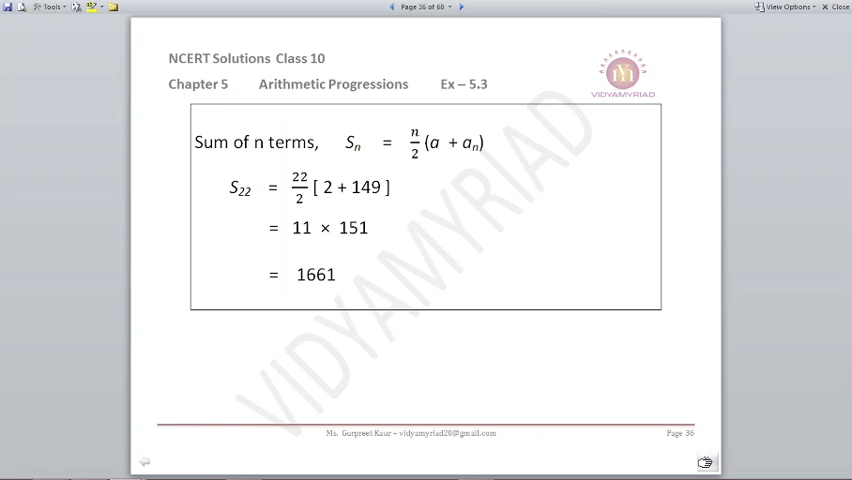 Tools
Page 36 of 68
View Options
Close
NCERT Solutions Class 10
Chapter 5 Arithmetic Progressions Ex – 5.3
VIDYAMYRIAD
Sum of n terms, Sn = n/2 (a + an)
S22 = 22/2 [ 2 + 149 ]
= 11 × 151
= 1661
VIDYAMYRIAD
Ms. Gurpreet Kaur – vidyamyriad20@gmail.com
Page 36